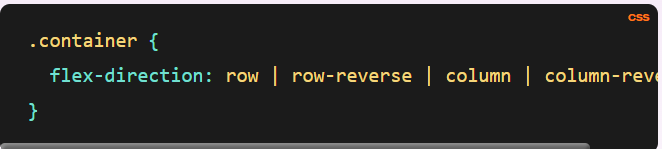 CSS
.container {
  flex-direction: row | row-reverse | column | column-reve
}